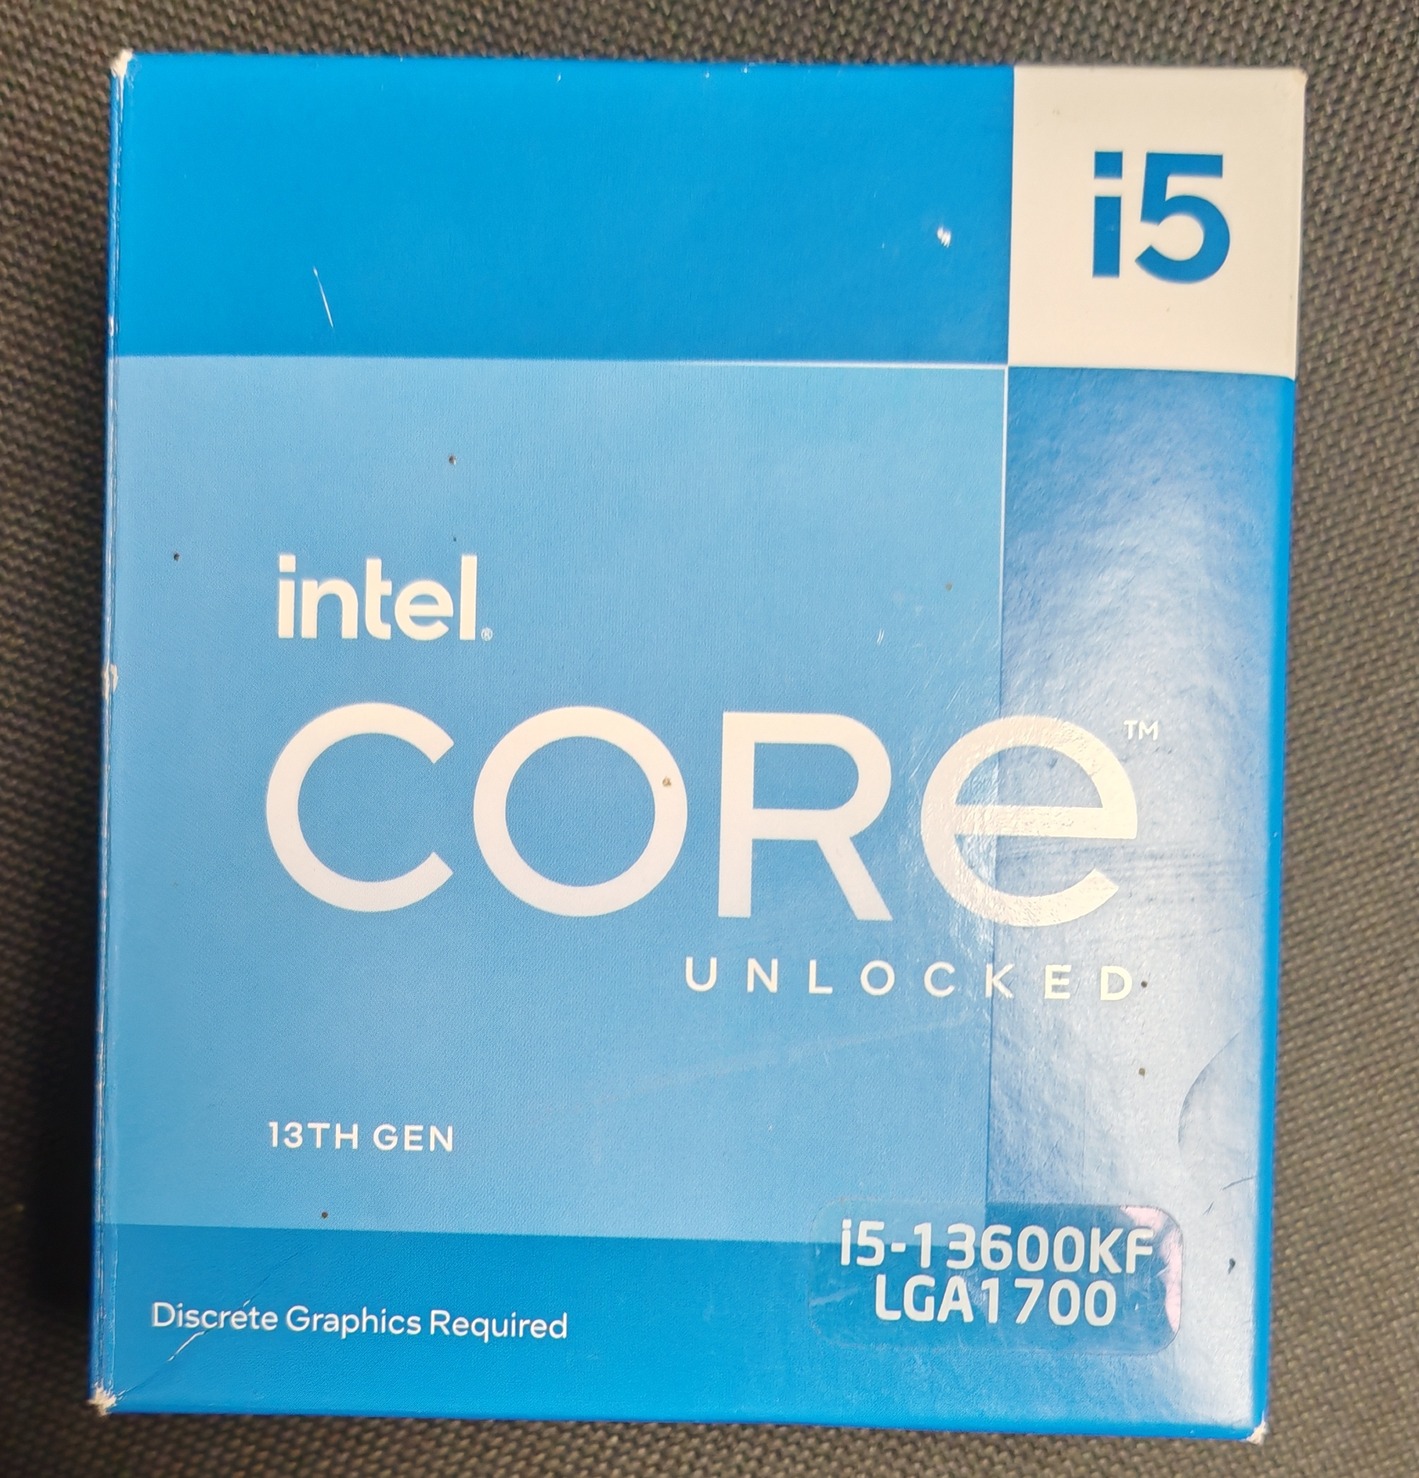 i5
intel®
CORe™
UNLOCKED
13TH GEN
i5-13600KF
LGA1700
Discrete Graphics Required